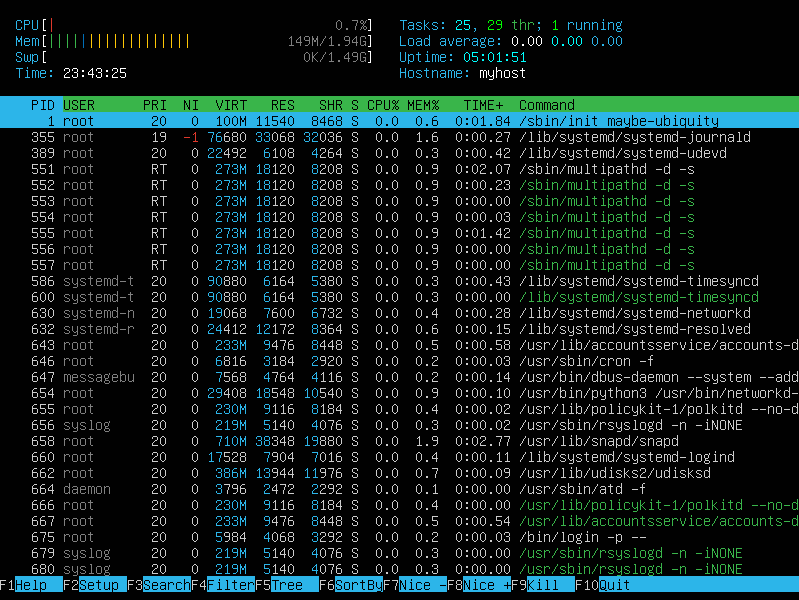 CPU[| 0.7%] Tasks: 25, 29 thr; 1 running
Mem[|||||||||||||||||| 149M/1.94G] Load average: 0.00 0.00 0.00
Swp[ 0K/1.49G] Uptime: 05:01:51
Time: 23:43:25 Hostname: myhost
PID USER PRI NI VIRT RES SHR S CPU% MEM% TIME+ Command
1 root 20 0 100M 11540 8468 S 0.0 0.6 0:01.84 /sbin/init maybe-ubiquity
355 root 19 -1 76680 33068 32036 S 0.0 1.6 0:00.27 /lib/systemd/systemd-journald
389 root 20 0 22492 6108 4264 S 0.0 0.3 0:00.42 /lib/systemd/systemd-udevd
551 root RT 0 273M 18120 8208 S 0.0 0.9 0:02.07 /sbin/multipathd -d -s
552 root RT 0 273M 18120 8208 S 0.0 0.9 0:00.23 /sbin/multipathd -d -s
553 root RT 0 273M 18120 8208 S 0.0 0.9 0:00.00 /sbin/multipathd -d -s
554 root RT 0 273M 18120 8208 S 0.0 0.9 0:00.03 /sbin/multipathd -d -s
555 root RT 0 273M 18120 8208 S 0.0 0.9 0:01.42 /sbin/multipathd -d -s
556 root RT 0 273M 18120 8208 S 0.0 0.9 0:00.00 /sbin/multipathd -d -s
557 root RT 0 273M 18120 8208 S 0.0 0.9 0:00.00 /sbin/multipathd -d -s
586 systemd-t 20 0 90880 6164 5380 S 0.0 0.3 0:00.43 /lib/systemd/systemd-timesyncd
600 systemd-t 20 0 90880 6164 5380 S 0.0 0.3 0:00.00 /lib/systemd/systemd-timesyncd
630 systemd-n 20 0 19068 7600 6732 S 0.0 0.4 0:00.28 /lib/systemd/systemd-networkd
632 systemd-r 20 0 24412 12172 8364 S 0.0 0.6 0:00.15 /lib/systemd/systemd-resolved
643 root 20 0 233M 9476 8448 S 0.0 0.5 0:00.58 /usr/lib/accountsservice/accounts-d
646 root 20 0 6816 3184 2920 S 0.0 0.2 0:00.03 /usr/sbin/cron -f
647 messagebu 20 0 7568 4764 4116 S 0.0 0.2 0:00.14 /usr/bin/dbus-daemon --system --add
654 root 20 0 29408 18548 10540 S 0.0 0.9 0:00.10 /usr/bin/python3 /usr/bin/networkd-
655 root 20 0 230M 9116 8184 S 0.0 0.4 0:00.02 /usr/lib/policykit-1/polkitd --no-d
656 syslog 20 0 219M 5140 4076 S 0.0 0.3 0:00.02 /usr/sbin/rsyslogd -n -iNONE
658 root 20 0 710M 38348 19880 S 0.0 1.9 0:02.77 /usr/lib/snapd/snapd
660 root 20 0 17528 7904 7016 S 0.0 0.4 0:00.11 /lib/systemd/systemd-logind
662 root 20 0 386M 13944 11976 S 0.0 0.7 0:00.09 /usr/lib/udisks2/udisksd
664 daemon 20 0 3796 2472 2292 S 0.0 0.1 0:00.00 /usr/sbin/atd -f
666 root 20 0 230M 9116 8184 S 0.0 0.4 0:00.00 /usr/lib/policykit-1/polkitd --no-d
667 root 20 0 233M 9476 8448 S 0.0 0.5 0:00.54 /usr/lib/accountsservice/accounts-d
675 root 20 0 5984 4068 3292 S 0.0 0.2 0:00.03 /bin/login -p --
679 syslog 20 0 219M 5140 4076 S 0.0 0.3 0:00.00 /usr/sbin/rsyslogd -n -iNONE
680 syslog 20 0 219M 5140 4076 S 0.0 0.3 0:00.00 /usr/sbin/rsyslogd -n -iNONE
F1Help F2Setup F3SearchF4FilterF5Tree F6SortByF7Nice -F8Nice +F9Kill F10Quit